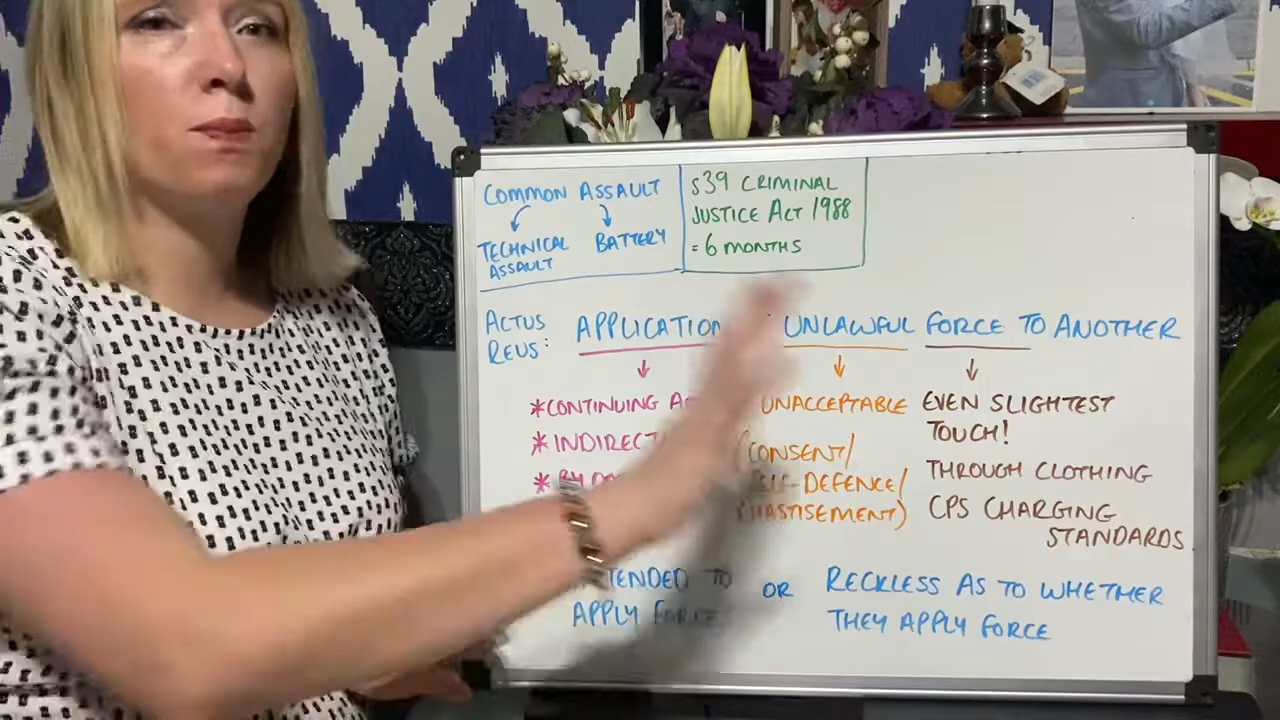 COMMON ASSAULT
TECHNICAL BATTERY
ASSAULT
S39 CRIMINAL
JUSTICE ACT 1988
= 6 MONTHS
ACTUS
REUS:
APPLICATION UNLAWFUL FORCE TO ANOTHER
*CONTINUING
*INDIRECT
*
UNACCEPTABLE
(CONSENT/
DEFENCE/
EVEN SLIGHTEST
TOUCH!
THROUGH CLOTHING
CPS CHARGING
STANDARDS
TO
APPLY FORCE
OR
RECKLESS AS TO WHETHER
THEY APPLY FORCE